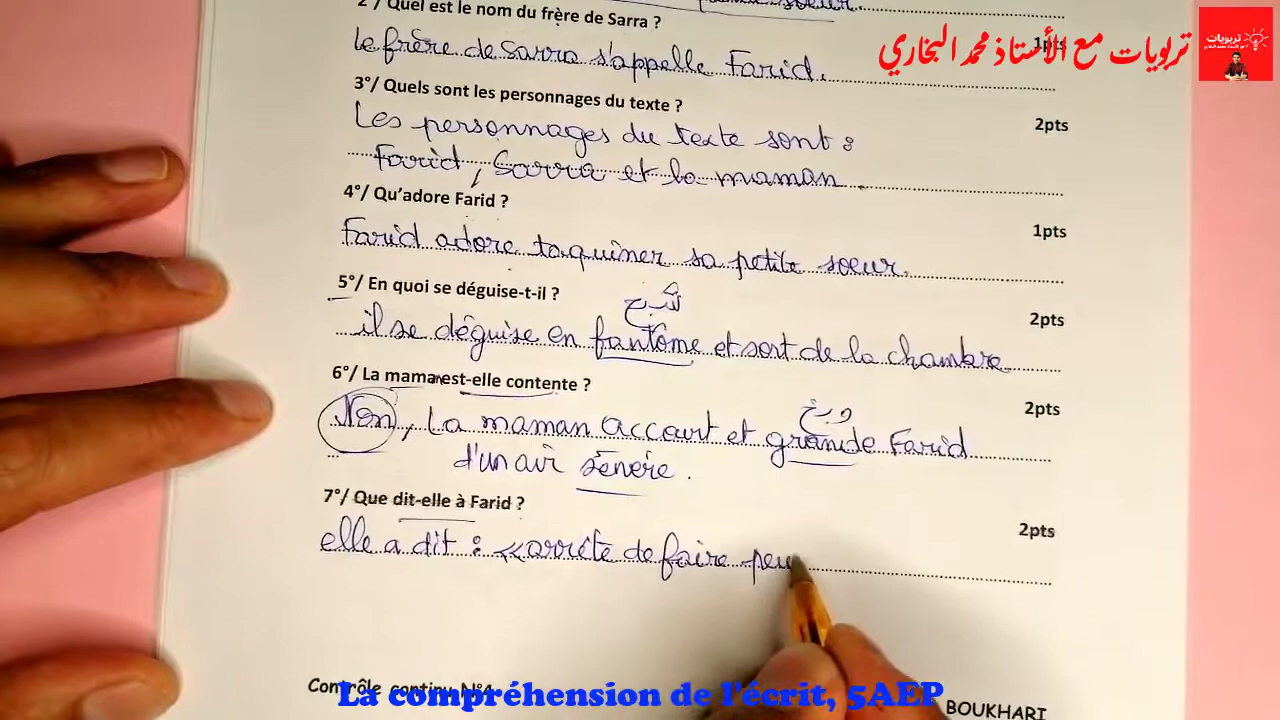 soeur.
2°/ Quel est le nom du frère de Sarra ?
1pts
le frère de Sarra s'appelle Farid.
تربويات مع الأستاذ محمد البخاري
تربويات
3°/ Quels sont les personnages du texte ?
2pts
Les personnages du texte sont :
Farid, Sarra et la maman.
4°/ Qu'adore Farid ?
1pts
Farid adore taquiner sa petite soeur.
5°/ En quoi se déguise-t-il ?
2pts
شبح
il se déguise en fantôme et sort de la chambre.
6°/ La maman est-elle contente ?
2pts
وبخ
Non, La maman accourt et gronde Farid
d'un air sévère.
7°/ Que dit-elle à Farid ?
2pts
elle a dit : << arrête de faire peu
Contrôle continu N°4
La compréhension de l'écrit, 5AEP
BOUKHARI